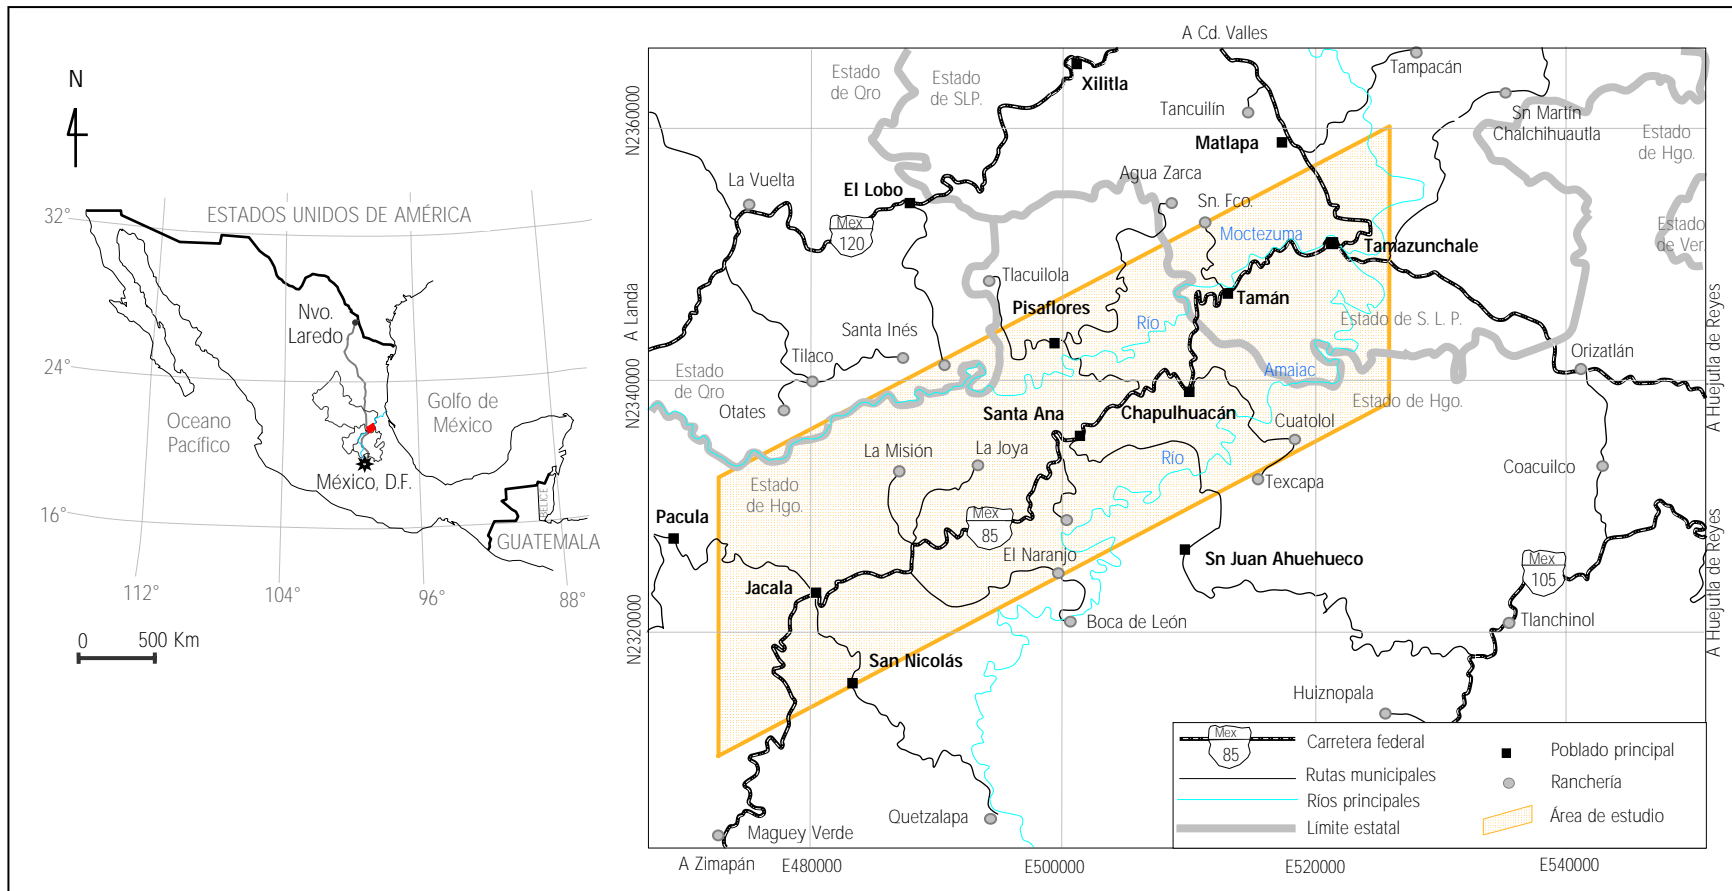 N
ESTADOS UNIDOS DE AMÉRICA
32°
24°
16°
Nvo.
Laredo
Oceano
Pacífico
Golfo de
México
México, D.F.
BELICE
GUATEMALA
112°
104°
96°
88°
0
500 Km
A Cd. Valles
Estado
de Qro
Estado
de SLP.
Xilitla
Tampacán
Tancuilín
Sn Martín
Chalchihuautla
Matlapa
Estado
de Hgo.
N2360000
La Vuelta
El Lobo
Agua Zarca
Sn. Fco.
Mex
120
Moctezuma
Tamazunchale
Estado
de Ver.
Tlacuilola
Tamán
A Landa
Pisaflores
Río
Estado de S. L. P.
A Huejutla de Reyes
Santa Inés
Tilaco
Orizatlán
Estado
de Qro
Amajac
N2340000
Otates
Santa Ana
Chapulhuacán
Estado de Hgo.
Cuatolol
La Misión
La Joya
Río
Coacuilco
Estado
de Hgo.
Texcapa
Pacula
Mex
85
El Naranjo
Sn Juan Ahuehueco
Mex
105
A Huejutla de Reyes
Jacala
N2320000
Boca de León
Tlanchinol
San Nicolás
Huiznopala
Quetzalapa
Maguey Verde
A Zimapán
E480000
E500000
E520000
E540000
Mex
85
Carretera federal
Rutas municipales
Ríos principales
Límite estatal
Poblado principal
Ranchería
Área de estudio